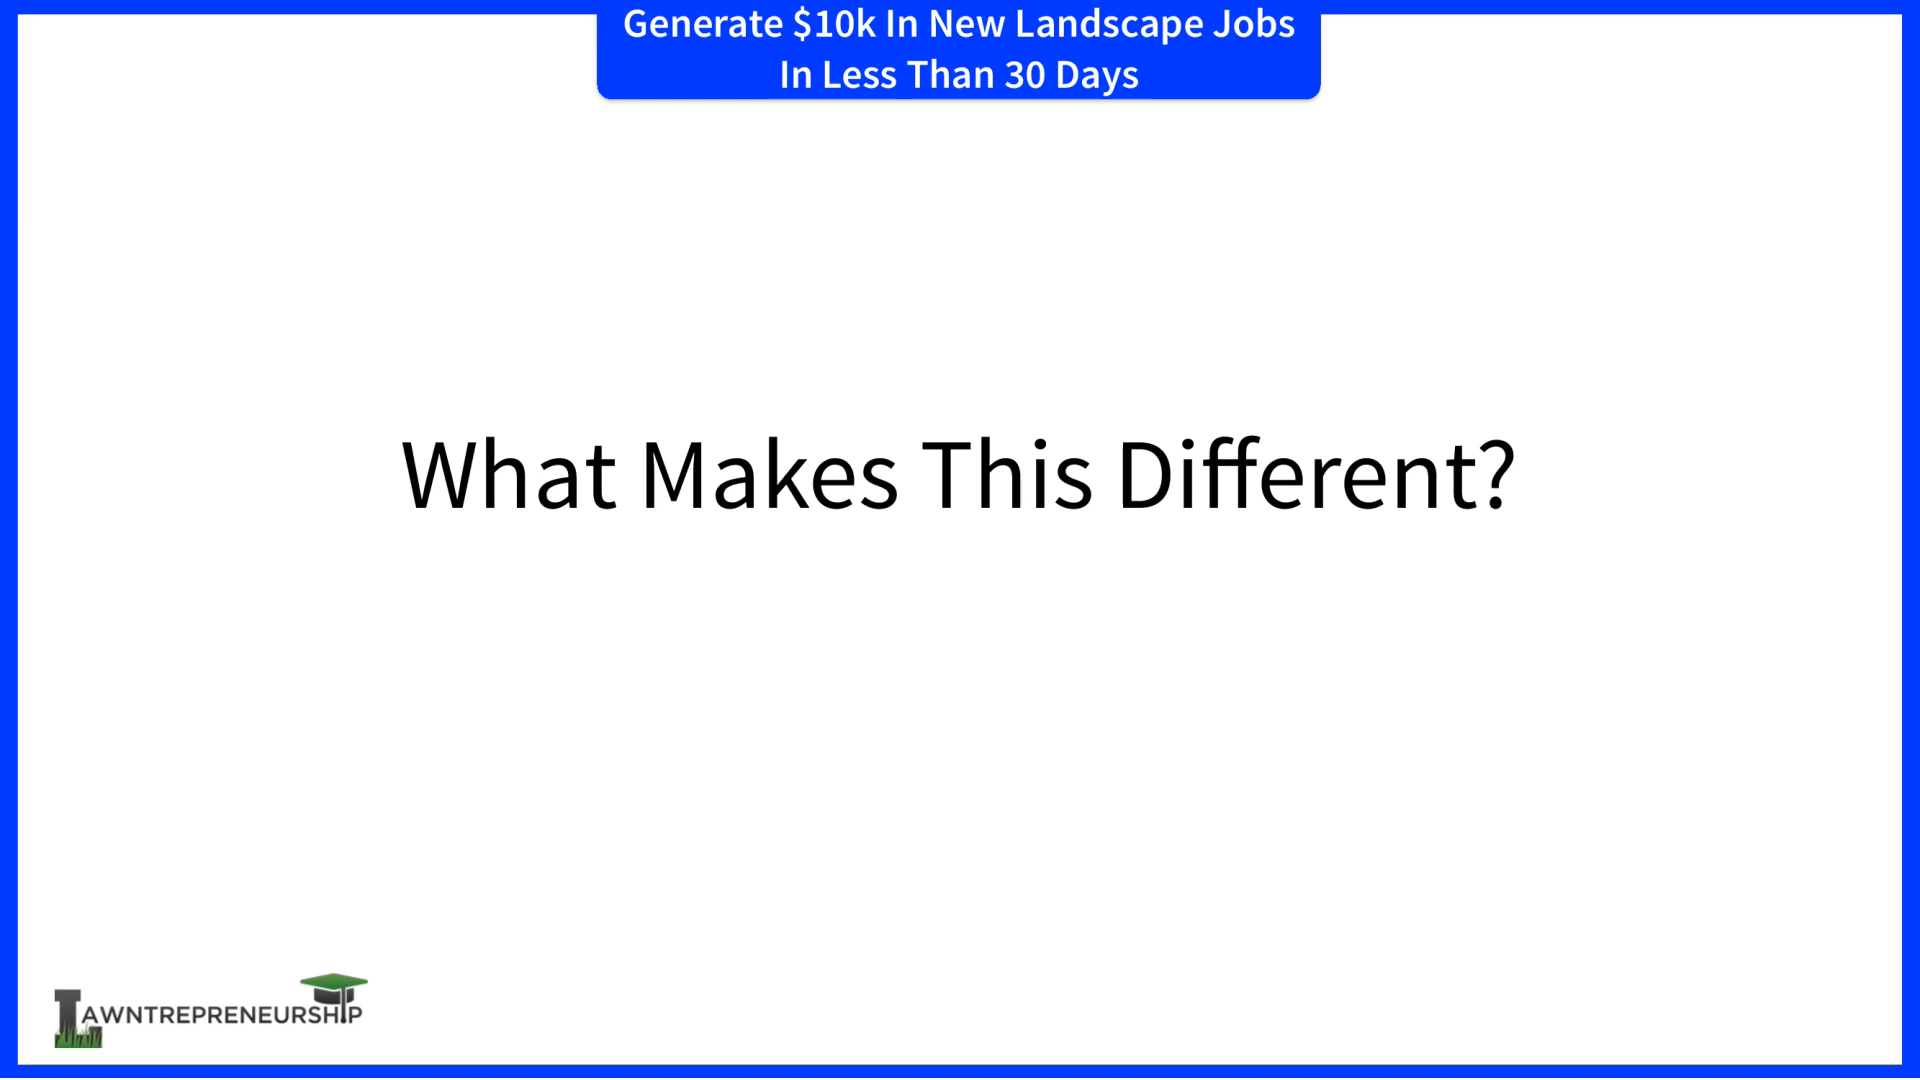 Generate $10k In New Landscape Jobs
In Less Than 30 Days
What Makes This Different?
LAWNTREPRENEURSHIP